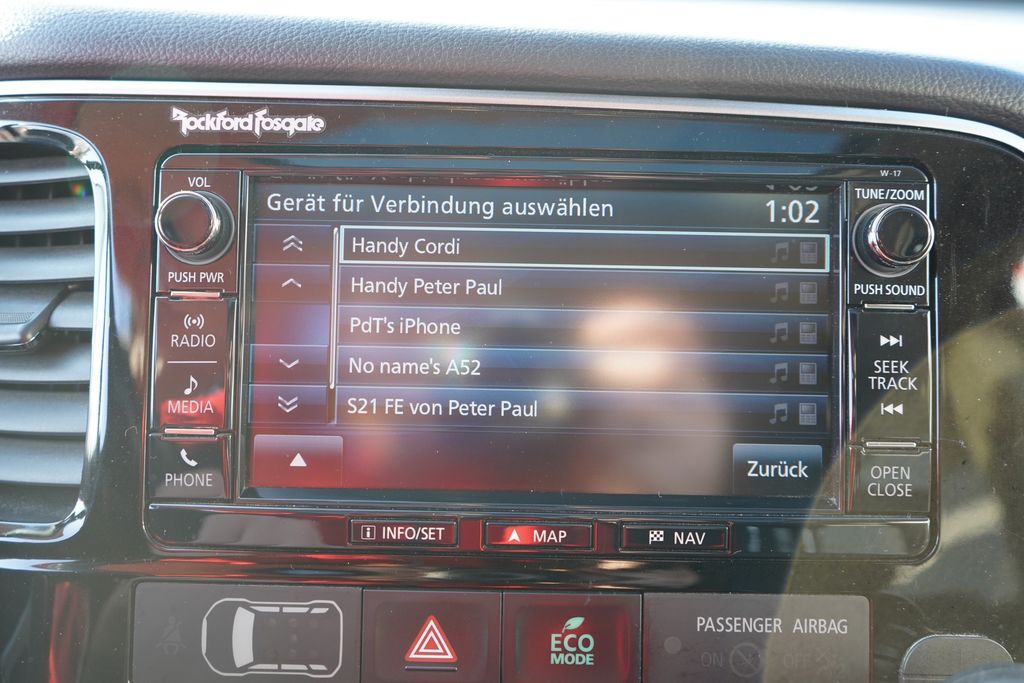 Rockford Fosgate
W-17
VOL
PUSH PWR
RADIO
MEDIA
PHONE
Gerät für Verbindung auswählen
1:02
Handy Cordi
Handy Peter Paul
PdT's iPhone
No name's A52
S21 FE von Peter Paul
Zurück
TUNE/ZOOM
PUSH SOUND
SEEK
TRACK
OPEN
CLOSE
INFO/SET
MAP
NAV
ECO
MODE
PASSENGER AIRBAG
ON
OFF